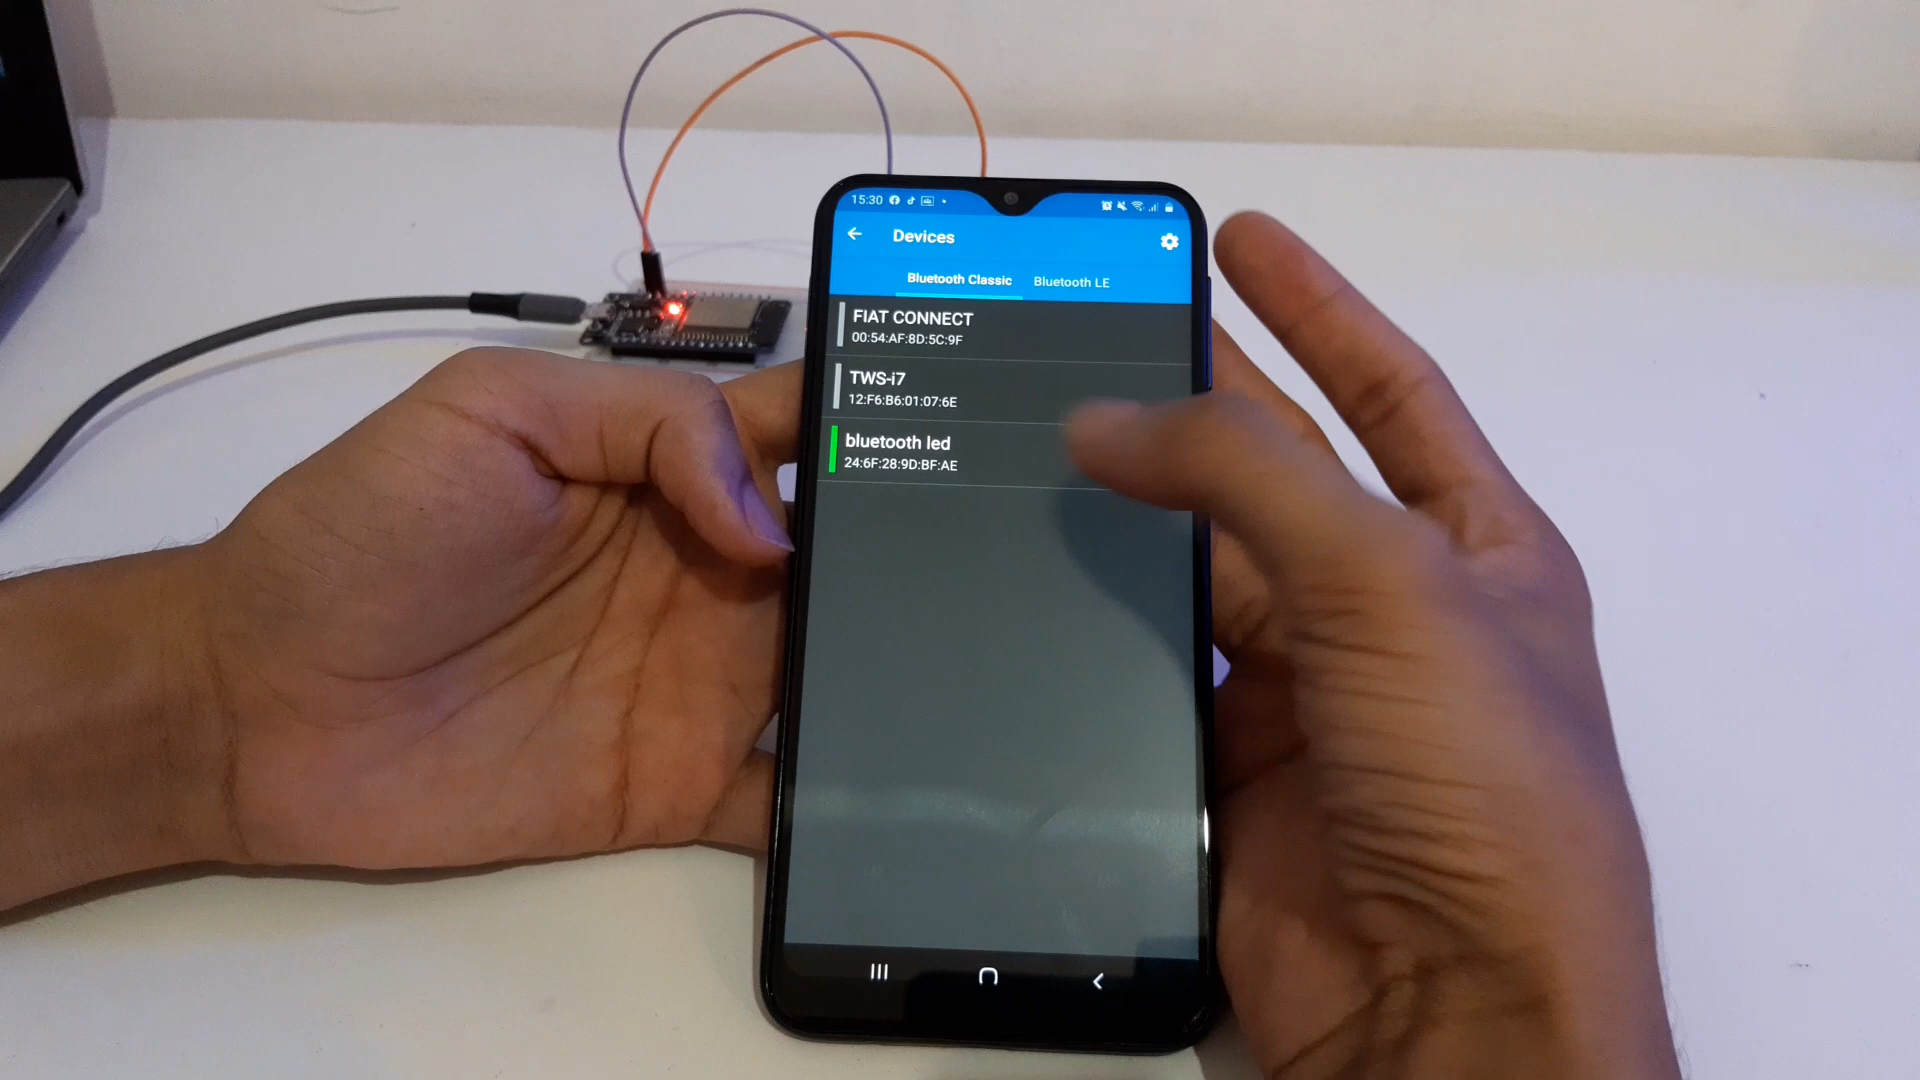 15:30
Devices
Bluetooth Classic Bluetooth LE
FIAT CONNECT
00:54:AF:8D:5C:9F
TWS-i7
12:F6:B6:01:07:6E
bluetooth led
24:6F:28:9D:BF:AE